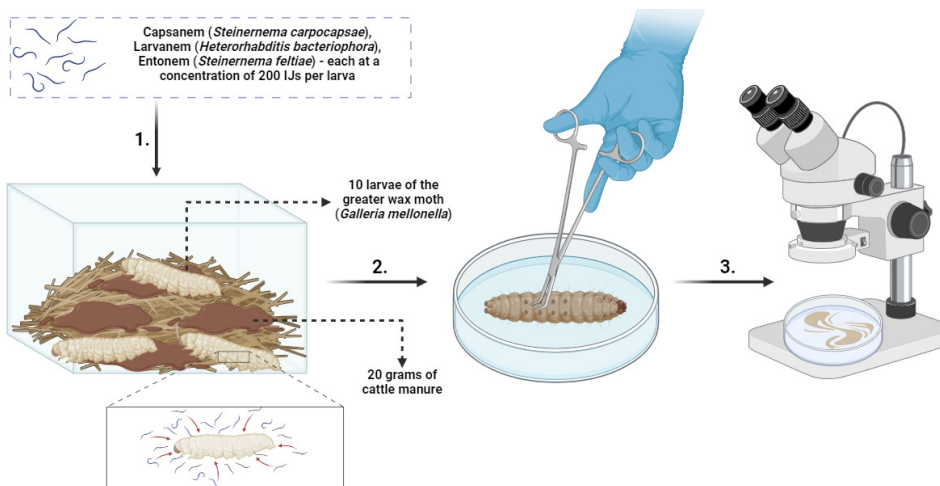 Capsanem (Steinernema carpocapsae),
Larvanem (Heterorhabditis bacteriophora),
Entonem (Steinernema feltiae) - each at a
concentration of 200 IJs per larva
1.
10 larvae of the
greater wax moth
(Galleria mellonella)
2.
3.
20 grams of
cattle manure